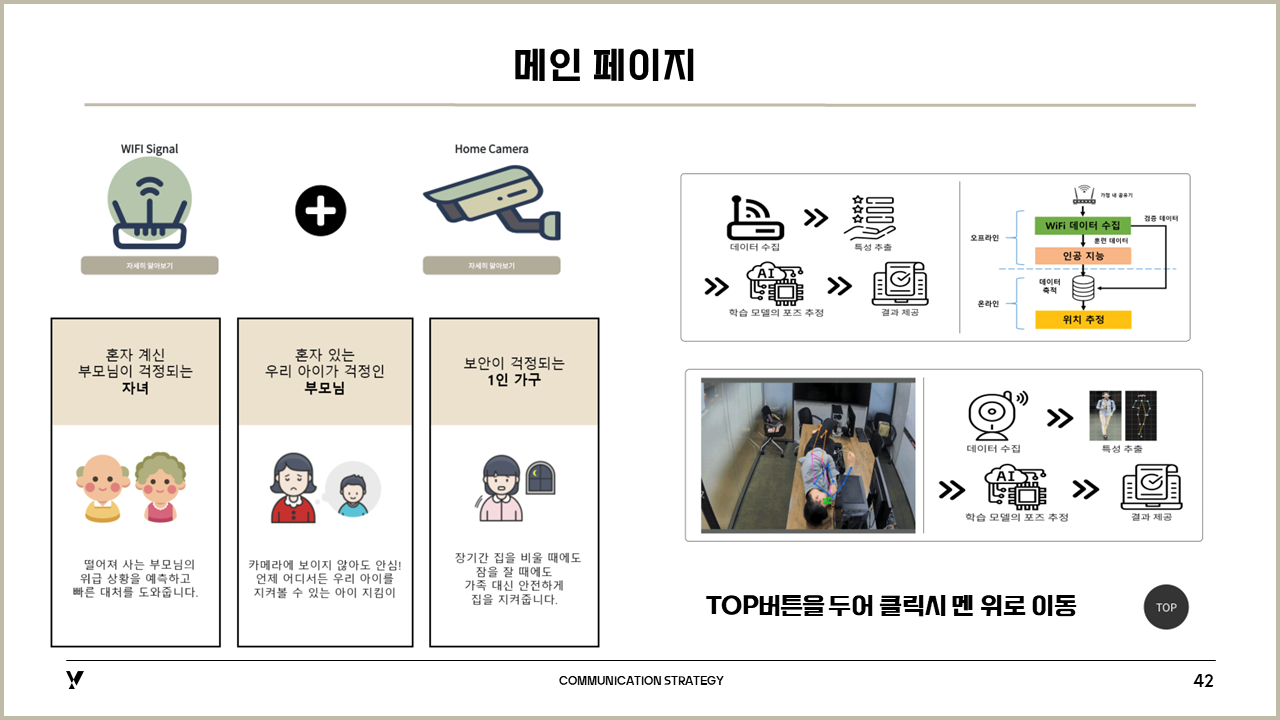 메인 페이지
WIFI Signal
자세히 알아보기
Home Camera
자세히 알아보기
혼자 계신
부모님이 걱정되는
자녀
떨어져 사는 부모님의
위급 상황을 예측하고
빠른 대처를 도와줍니다.
혼자 있는
우리 아이가 걱정인
부모님
카메라에 보이지 않아도 안심!
언제 어디서든 우리 아이를
지켜볼 수 있는 아이 지킴이
보안이 걱정되는
1인 가구
장기간 집을 비울 때에도
잠을 잘 때에도
가족 대신 안전하게
집을 지켜줍니다.
데이터 수집
특성 추출
AI
학습 모델의 포즈 추정
결과 제공
가정 내 공유기
오프라인
WiFi 데이터 수집
검증 데이터
훈련 데이터
인공 지능
데이터
축적
온라인
위치 추정
데이터 수집
특성 추출
AI
학습 모델의 포즈 추정
결과 제공
TOP버튼을 두어 클릭시 멘 위로 이동
TOP
COMMUNICATION STRATEGY
42